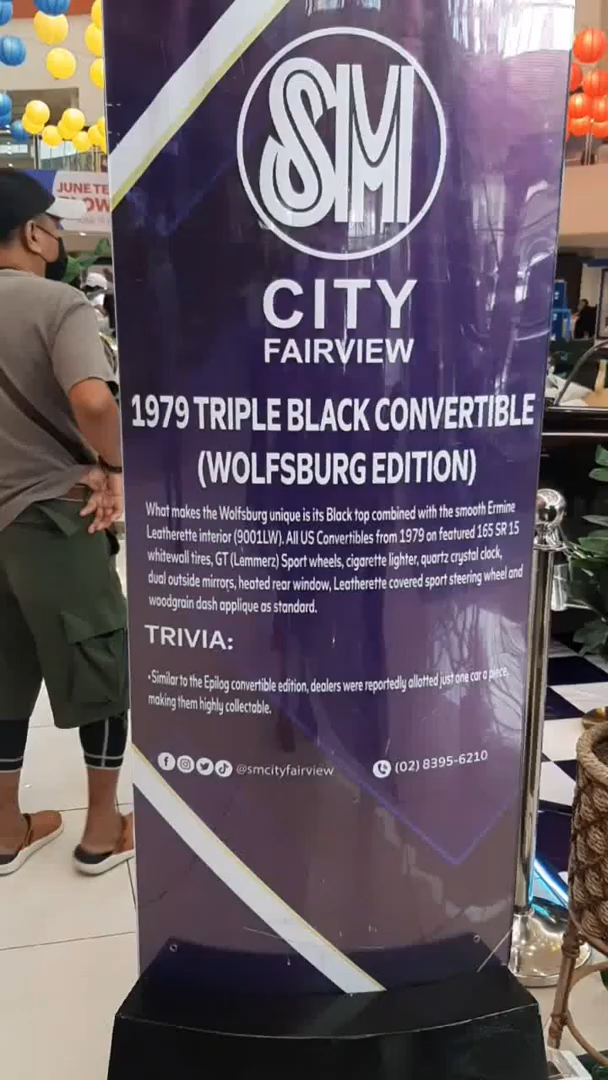 SM
CITY
FAIRVIEW
1979 TRIPLE BLACK CONVERTIBLE
(WOLFSBURG EDITION)
What makes the Wolfsburg unique is its Black top combined with the smooth Ermine
Leatherette interior (9001LW). All US Convertibles from 1979 on featured 165 SR 15
whitewall tires, GT (Lemmerz) Sport wheels, cigarette lighter, quartz crystal clock,
dual outside mirrors, heated rear window, Leatherette covered sport steering wheel and
woodgrain dash applique as standard.
TRIVIA:
•Similar to the Epilog convertible edition, dealers were reportedly allotted just one car a piece,
making them highly collectable.
@smcityfairview
(02) 8395-6210
JUNE TE